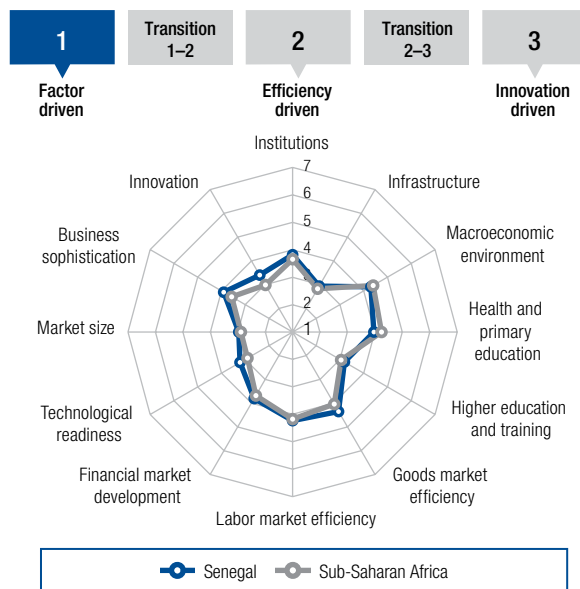 1
Transition
1–2
2
Transition
2–3
3
Factor
driven
Efficiency
driven
Innovation
driven
Institutions
7
Innovation
Infrastructure
6
5
Business
sophistication
Macroeconomic
environment
4
3
2
Market size
1
Health and
primary
education
Technological
readiness
Higher education
and training
Financial market
development
Goods market
efficiency
Labor market efficiency
Senegal
Sub-Saharan Africa